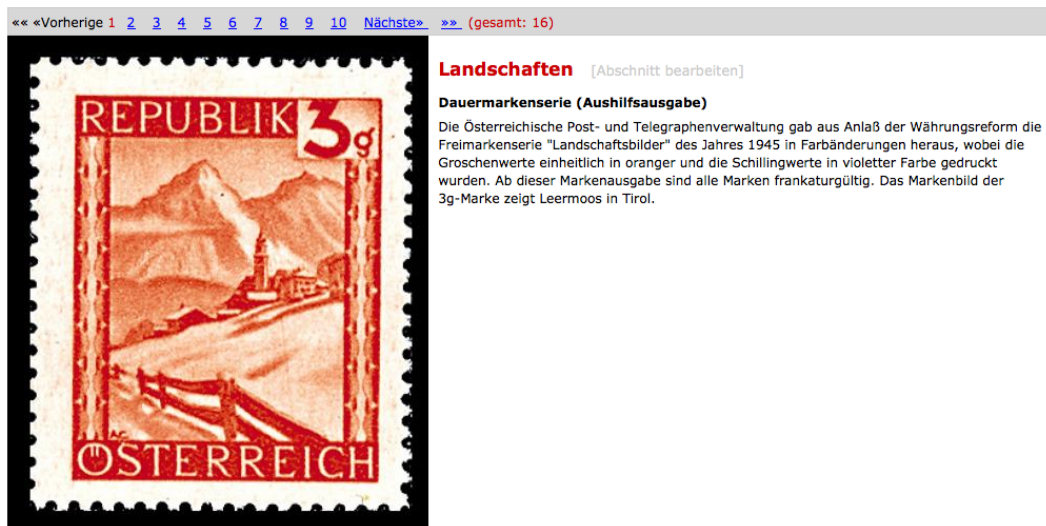 «« «Vorherige 1 2 3 4 5 6 7 8 9 10 Nächste» »» (gesamt: 16)
REPUBLIK 3g
AC
ÖSTERREICH
Landschaften [Abschnitt bearbeiten]
Dauermarkenserie (Aushilfsausgabe)
Die Österreichische Post- und Telegraphenverwaltung gab aus Anlaß der Währungsreform die
Freimarkenserie "Landschaftsbilder" des Jahres 1945 in Farbänderungen heraus, wobei die
Groschenwerte einheitlich in oranger und die Schillingwerte in violetter Farbe gedruckt
wurden. Ab dieser Markenausgabe sind alle Marken frankaturgültig. Das Markenbild der
3g-Marke zeigt Leermoos in Tirol.